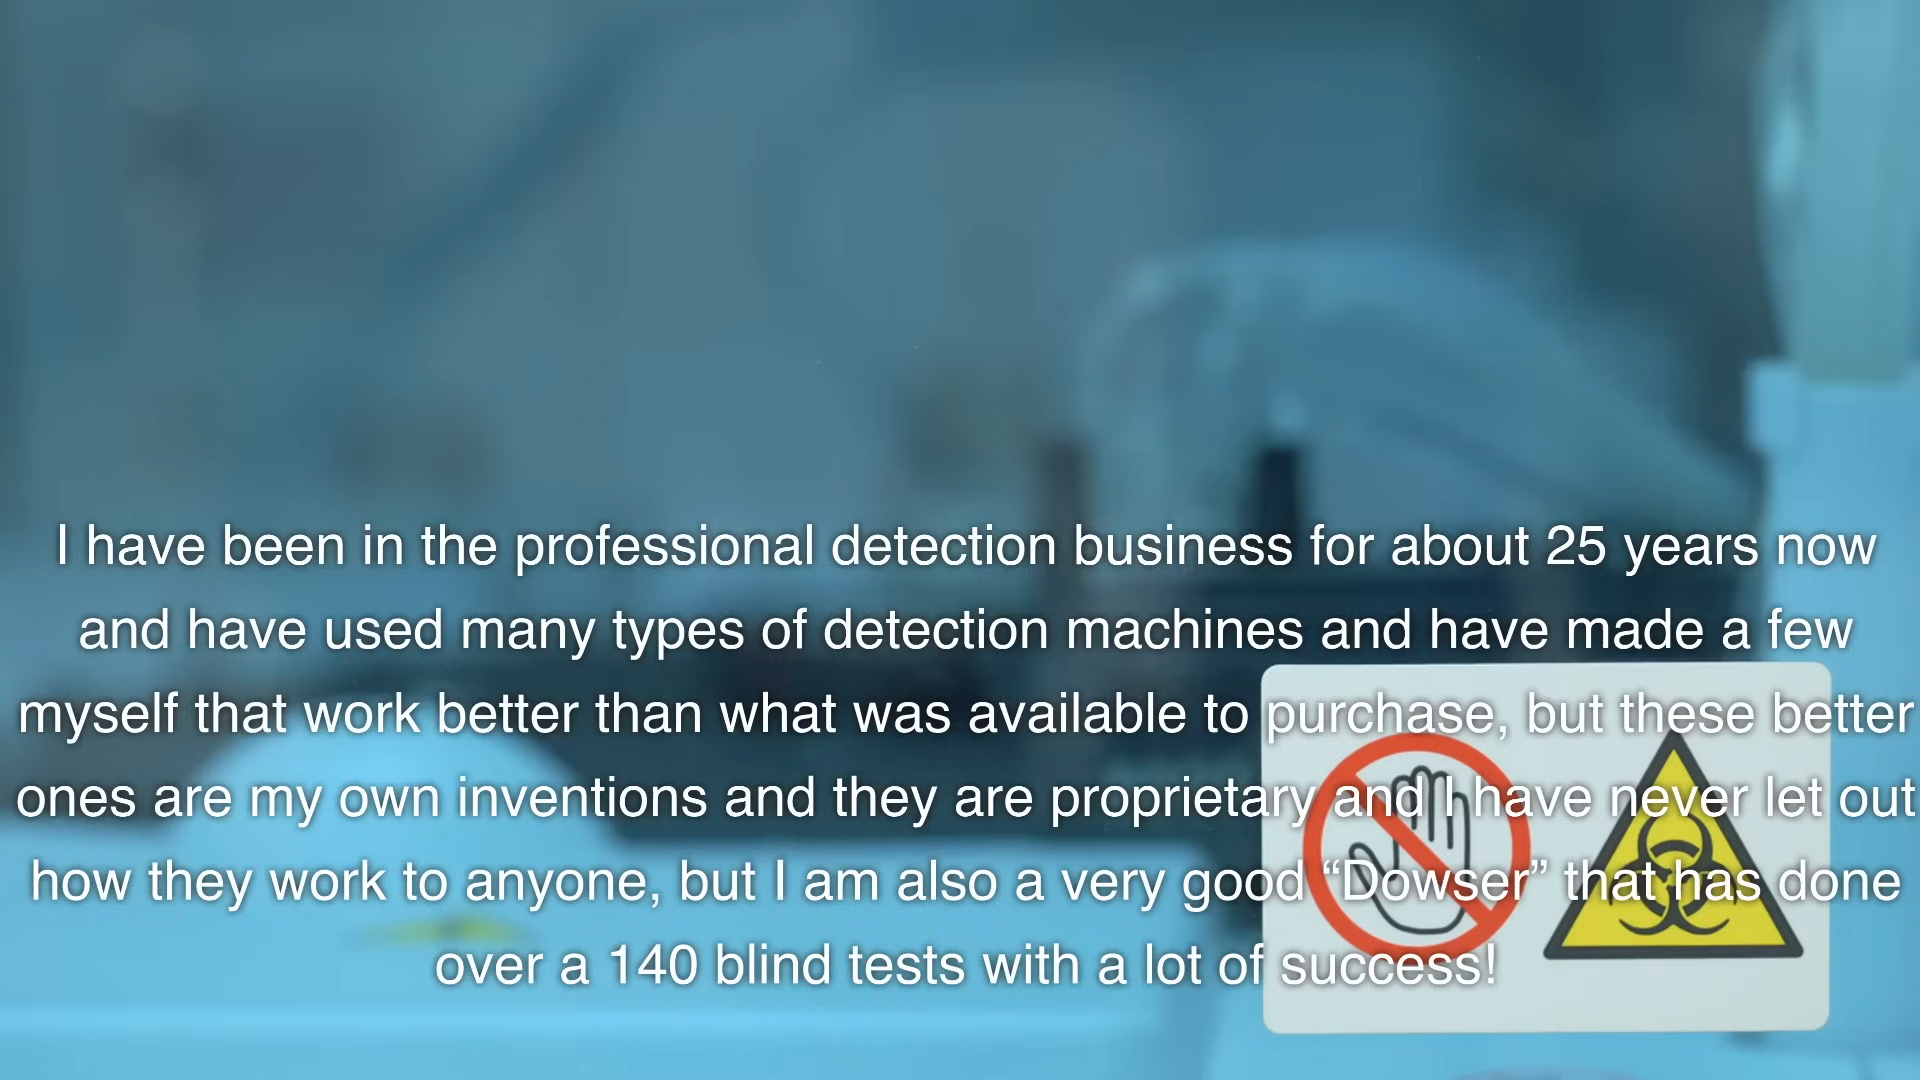 I have been in the professional detection business for about 25 years now
and have used many types of detection machines and have made a few
myself that work better than what was available to purchase, but these better
ones are my own inventions and they are proprietary and I have never let out
how they work to anyone, but I am also a very good “Dowser” that has done
over a 140 blind tests with a lot of success!